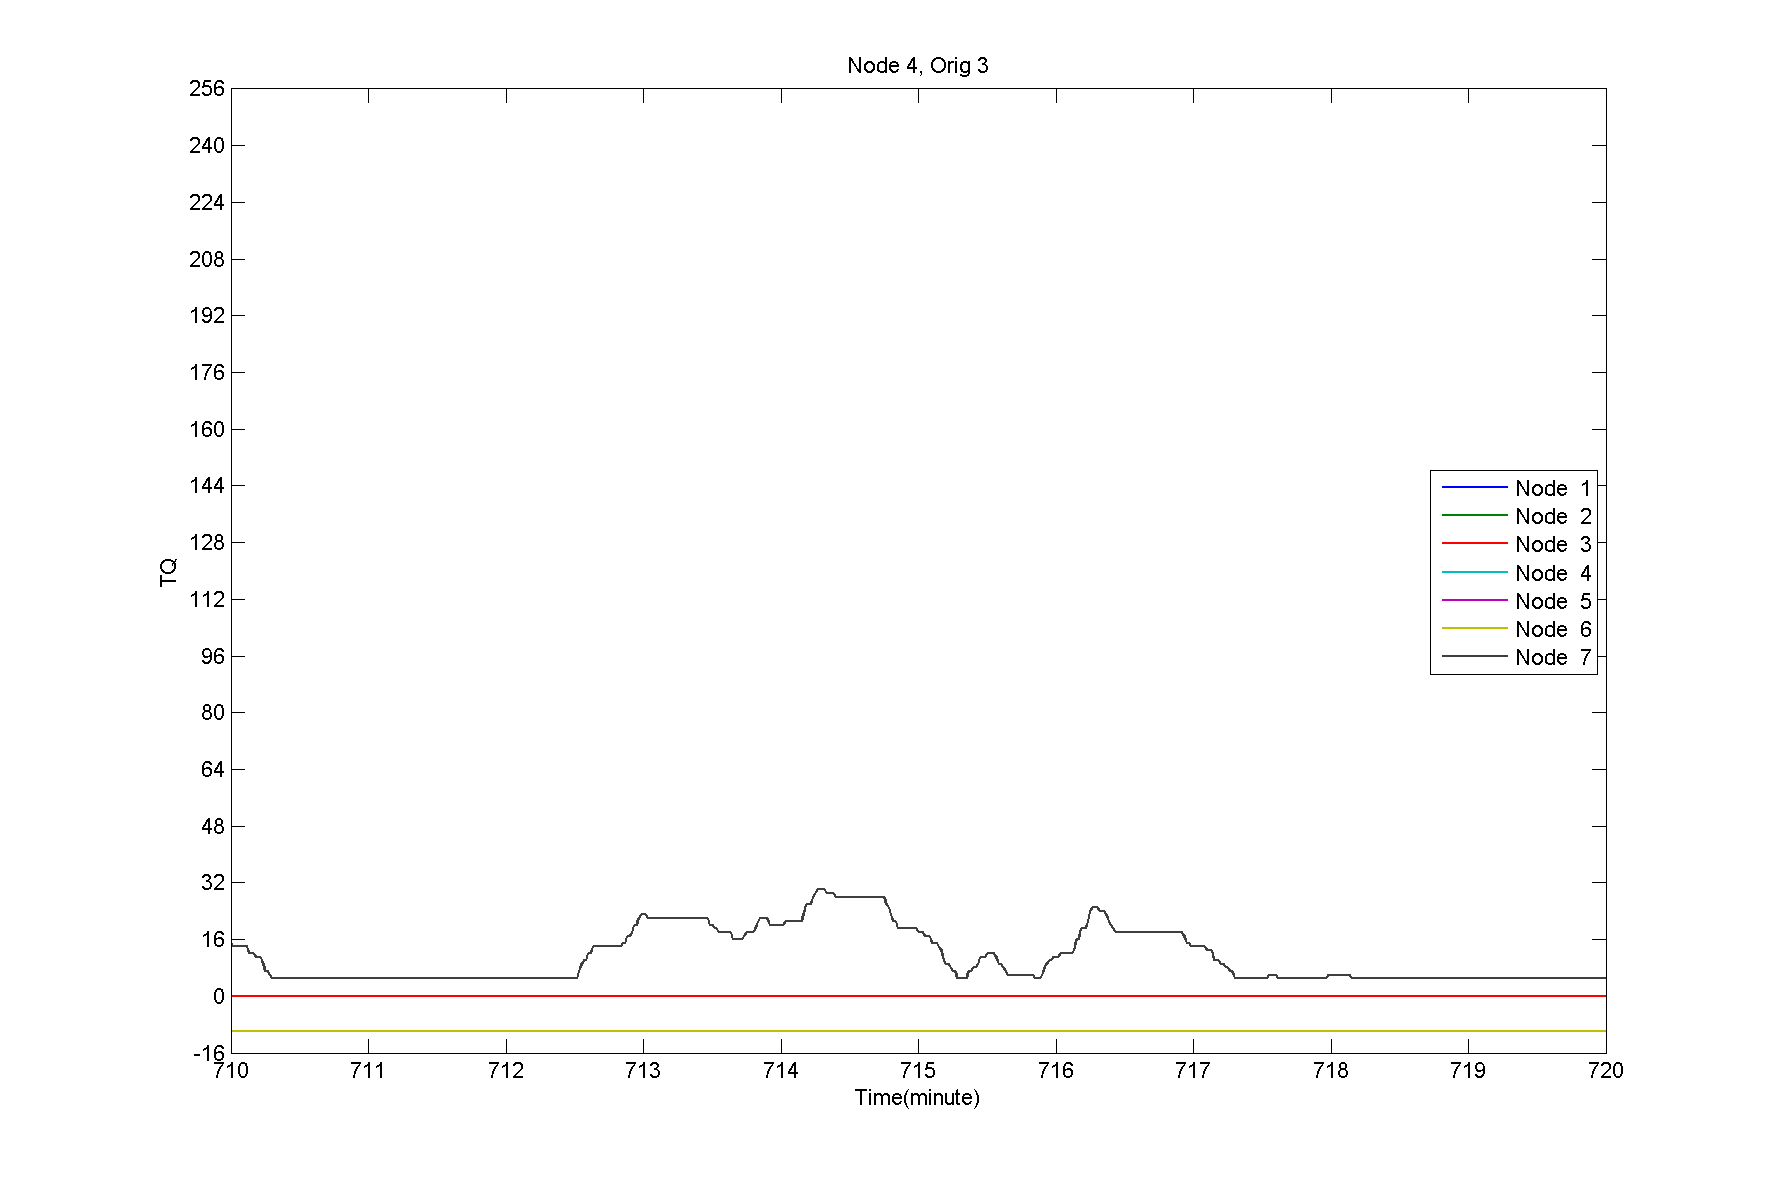 Node 4, Orig 3
256
240
224
208
192
176
160
144
128
112
96
80
64
48
32
16
0
-16
TQ
Node 1
Node 2
Node 3
Node 4
Node 5
Node 6
Node 7
710 711 712 713 714 715 716 717 718 719 720
Time(minute)